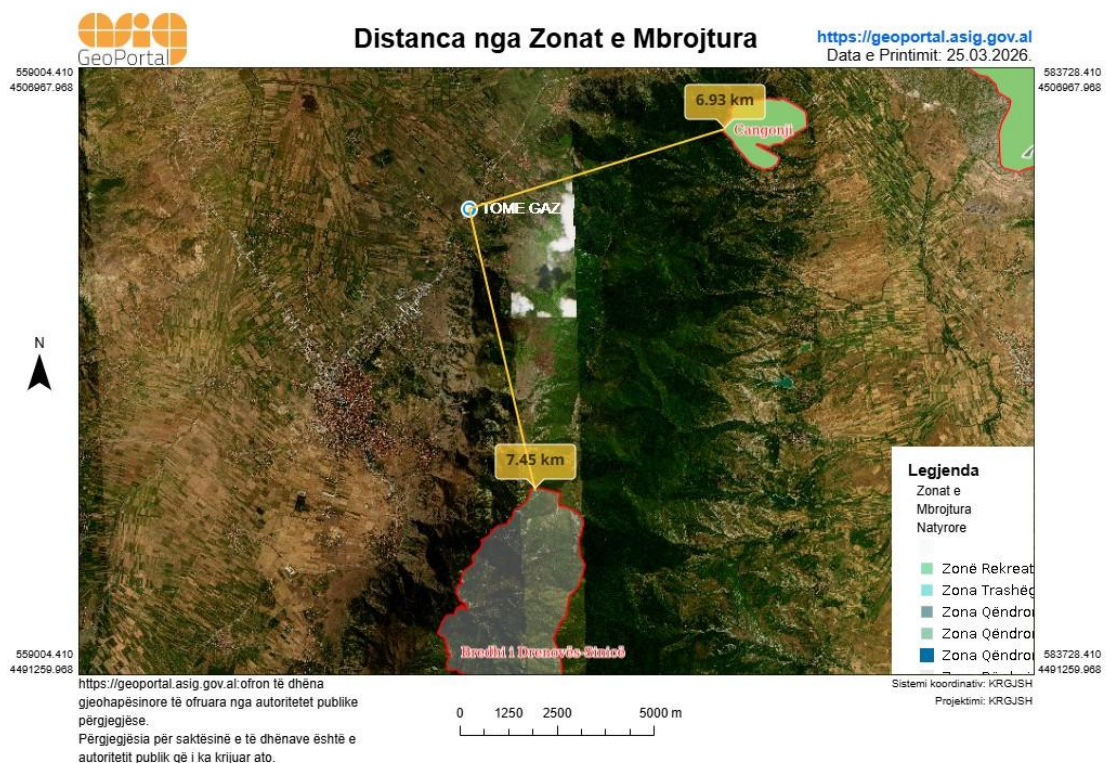 asig
GeoPortal
Distanca nga Zonat e Mbrojtura
https://geoportal.asig.gov.al
Data e Printimit: 25.03.2026.
559004.410
4506967.968
583728.410
4506967.968
6.93 km
Cangonji
TOME GAZ
N
7.45 km
Bredhi i Drenovës-Sinicë
Legjenda
Zonat e
Mbrojtura
Natyrore
Zonë Rekreat
Zona Trashëg
Zona Qëndro
Zona Qëndro
Zona Qëndro
559004.410
4491259.968
583728.410
4491259.968
https://geoportal.asig.gov.al:ofron të dhëna
gjeohapësinore të ofruara nga autoritetet publike
përgjegjëse.
Përgjegjësia për saktësinë e të dhënave është e
autoritetit publik që i ka krijuar ato.
0 1250 2500 5000 m
Sistemi koordinativ: KRGJSH
Projektimi: KRGJSH